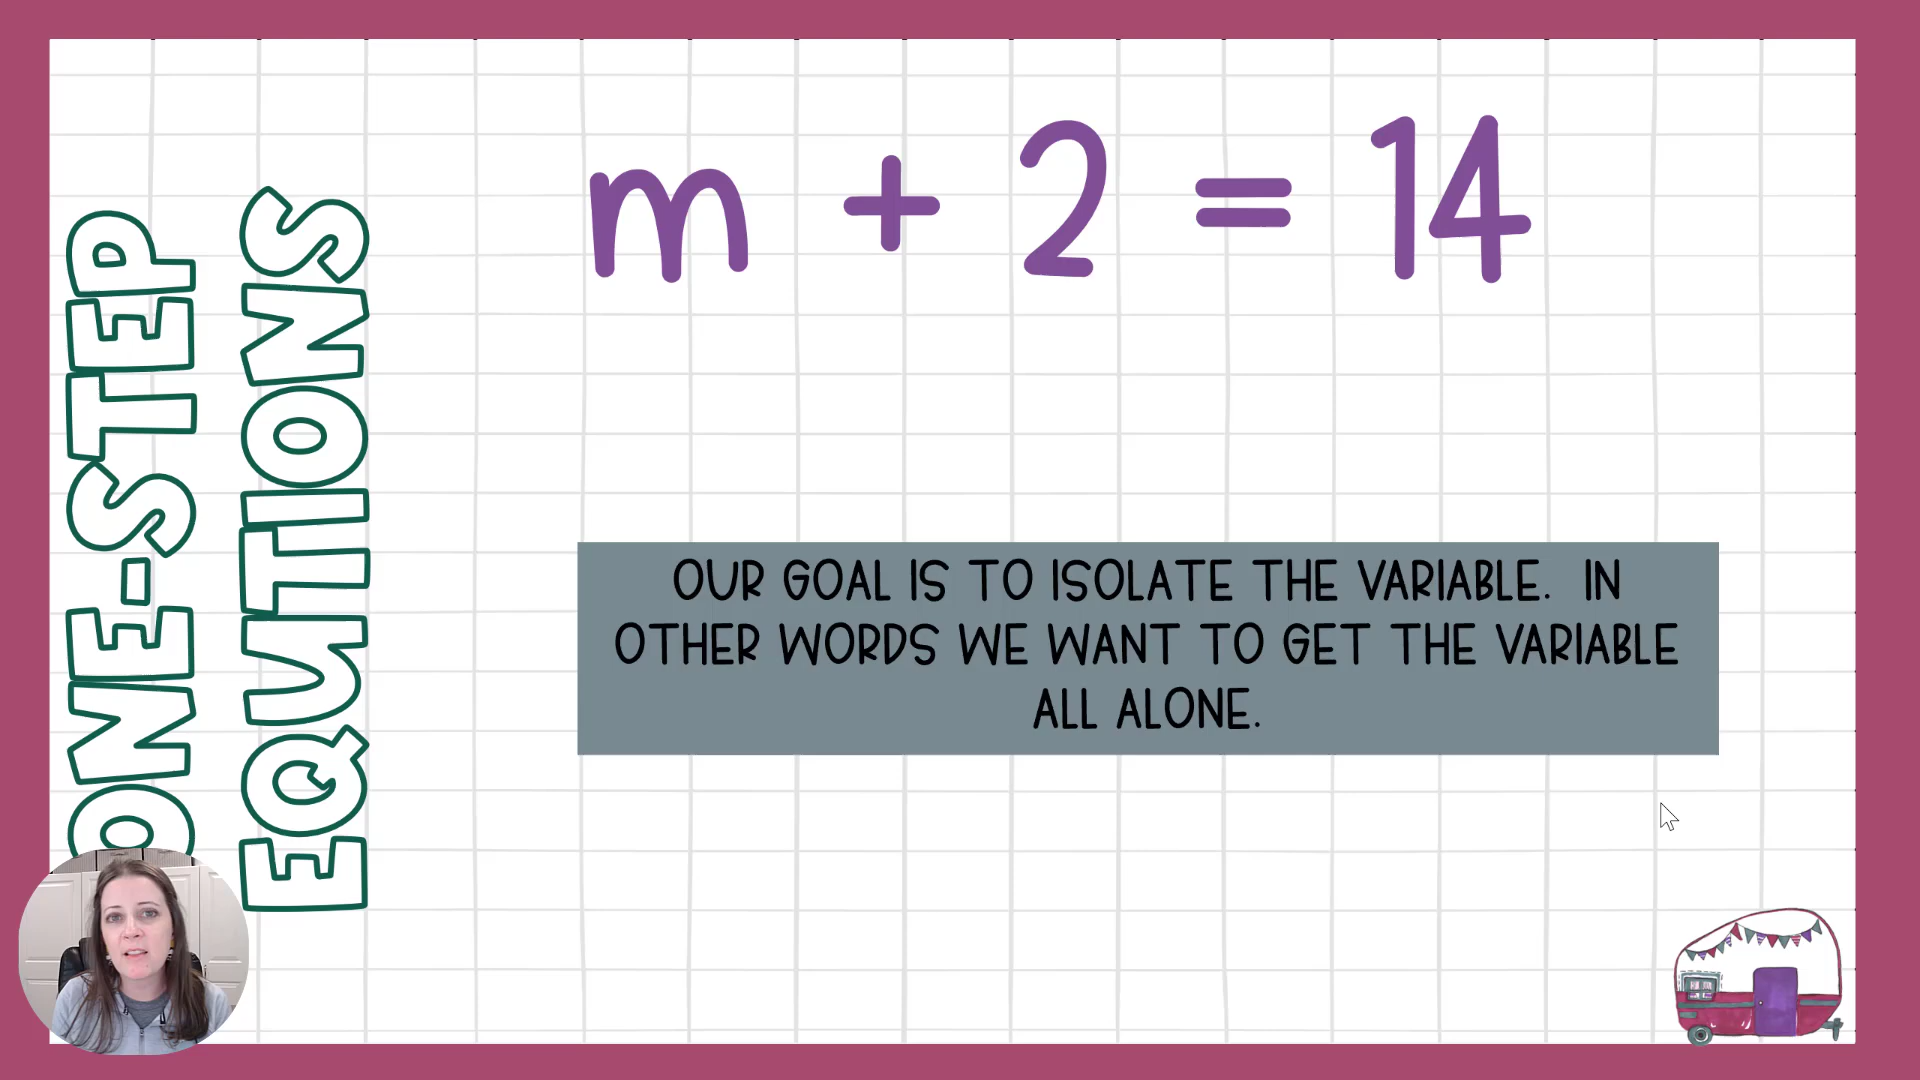 ONE-STEP
EQUTIONS
m + 2 = 14
OUR GOAL IS TO ISOLATE THE VARIABLE. IN
OTHER WORDS WE WANT TO GET THE VARIABLE
ALL ALONE.